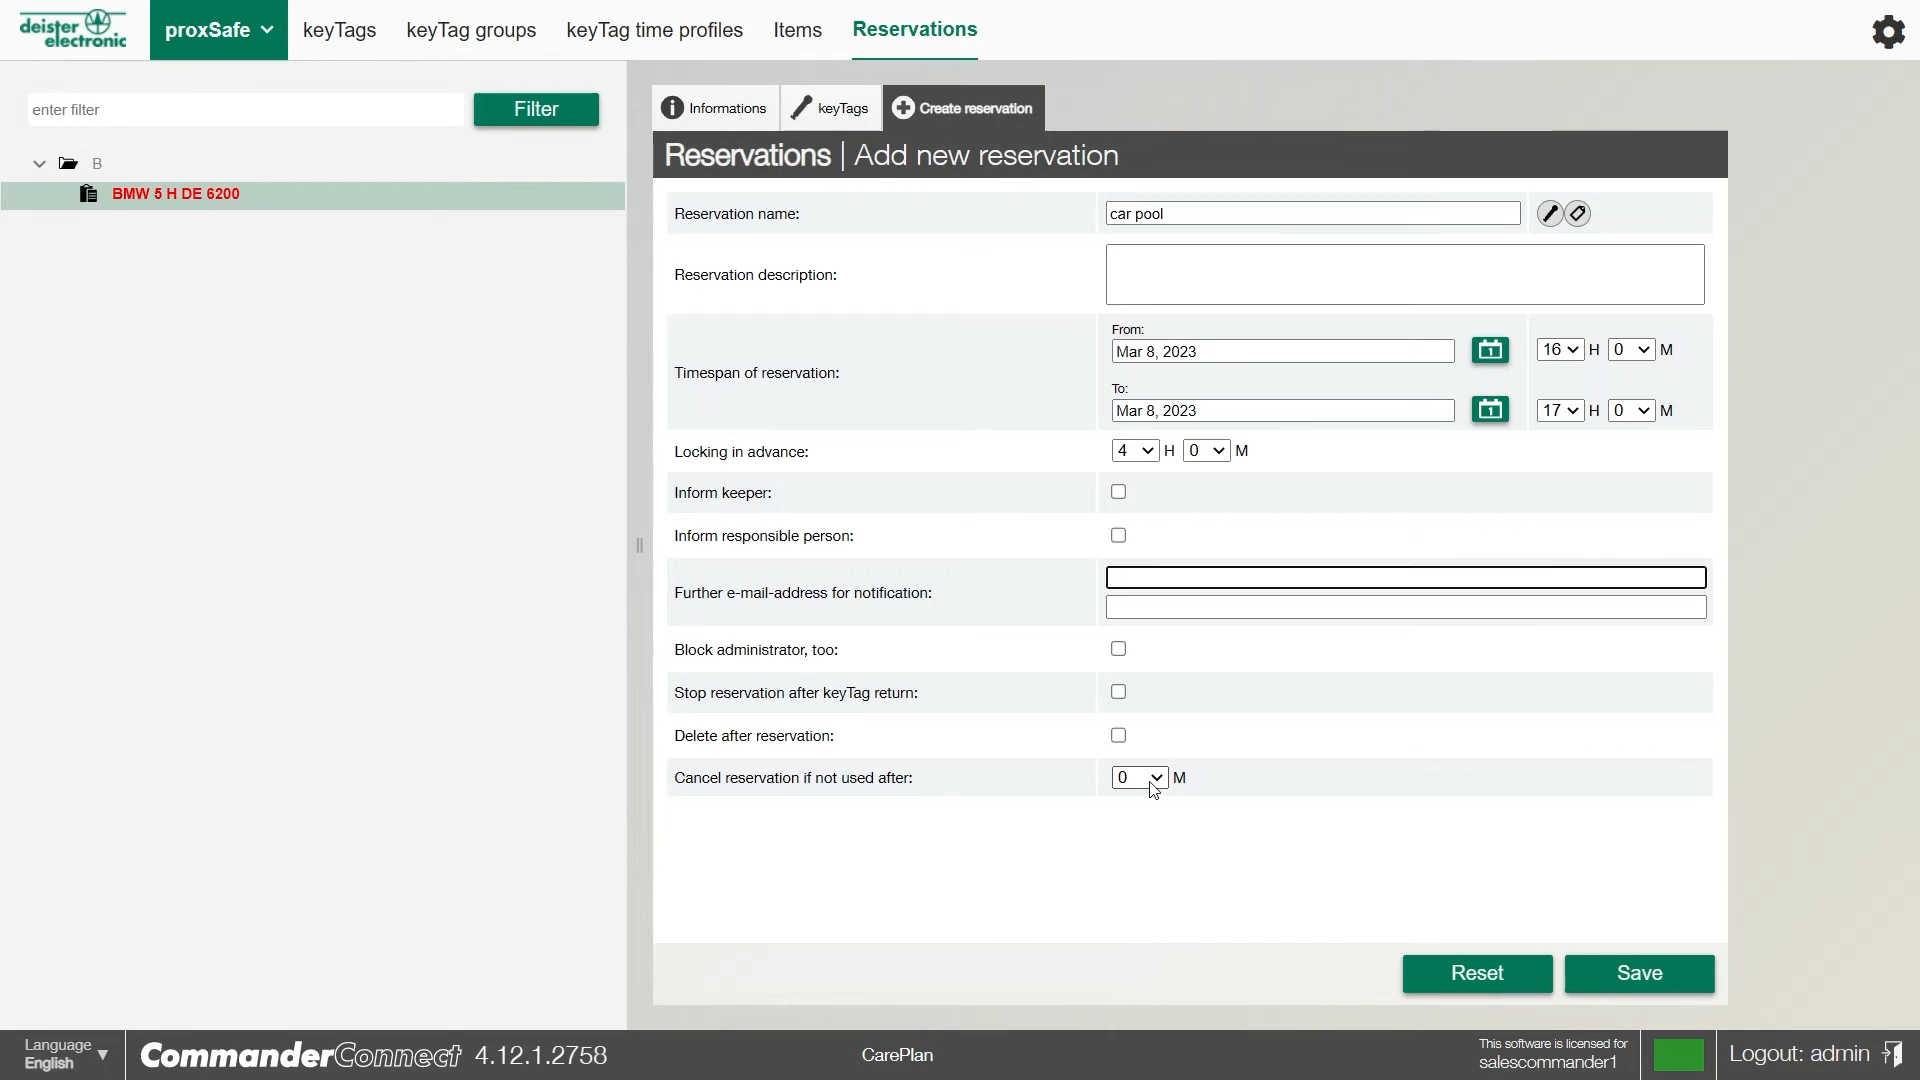 deister electronic
proxSafe
keyTags
keyTag groups
keyTag time profiles
Items
Reservations
enter filter
Filter
B
BMW 5 H DE 6200
Informations
keyTags
Create reservation
Reservations | Add new reservation
Reservation name:
car pool
Reservation description:
Timespan of reservation:
From:
Mar 8, 2023
1
16 H 0 M
To:
Mar 8, 2023
1
17 H 0 M
Locking in advance:
4 H 0 M
Inform keeper:
Inform responsible person:
Further e-mail-address for notification:
Block administrator, too:
Stop reservation after keyTag return:
Delete after reservation:
Cancel reservation if not used after:
0 M
Reset
Save
Language
English
CommanderConnect 4.12.1.2758
CarePlan
This software is licensed for
salescommander1
Logout: admin